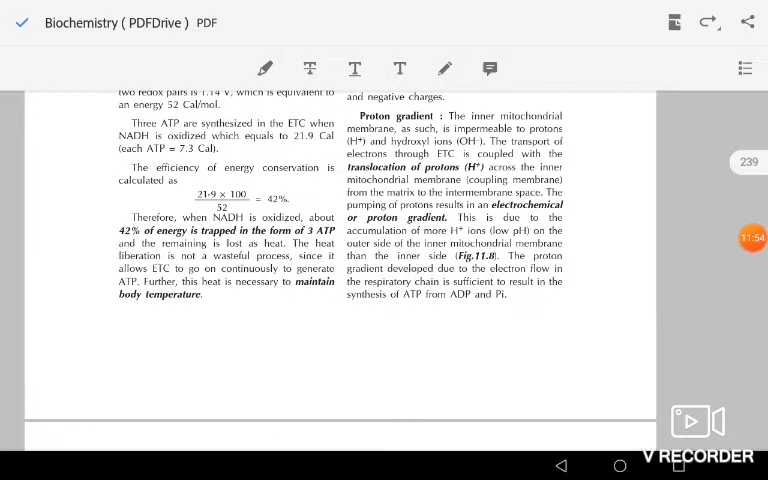 Biochemistry ( PDFDrive ) PDF
two redox pairs is 1.14 V, which is equivalent to
an energy 52 Cal/mol.
Three ATP are synthesized in the ETC when
NADH is oxidized which equals to 21.9 Cal
(each ATP = 7.3 Cal).
The efficiency of energy conservation is
calculated as
21·9 × 100
52
= 42%.
Therefore, when NADH is oxidized, about
42% of energy is trapped in the form of 3 ATP
and the remaining is lost as heat. The heat
liberation is not a wasteful process, since it
allows ETC to go on continuously to generate
ATP. Further, this heat is necessary to maintain
body temperature.
and negative charges.
Proton gradient : The inner mitochondrial
membrane, as such, is impermeable to protons
(H+) and hydroxyl ions (OH–). The transport of
electrons through ETC is coupled with the
translocation of protons (H+) across the inner
mitochondrial membrane (coupling membrane)
from the matrix to the intermembrane space. The
pumping of protons results in an electrochemical
or proton gradient. This is due to the
accumulation of more H+ ions (low pH) on the
outer side of the inner mitochondrial membrane
than the inner side (Fig.11.8). The proton
gradient developed due to the electron flow in
the respiratory chain is sufficient to result in the
synthesis of ATP from ADP and Pi.
239
11:54
V RECORDER